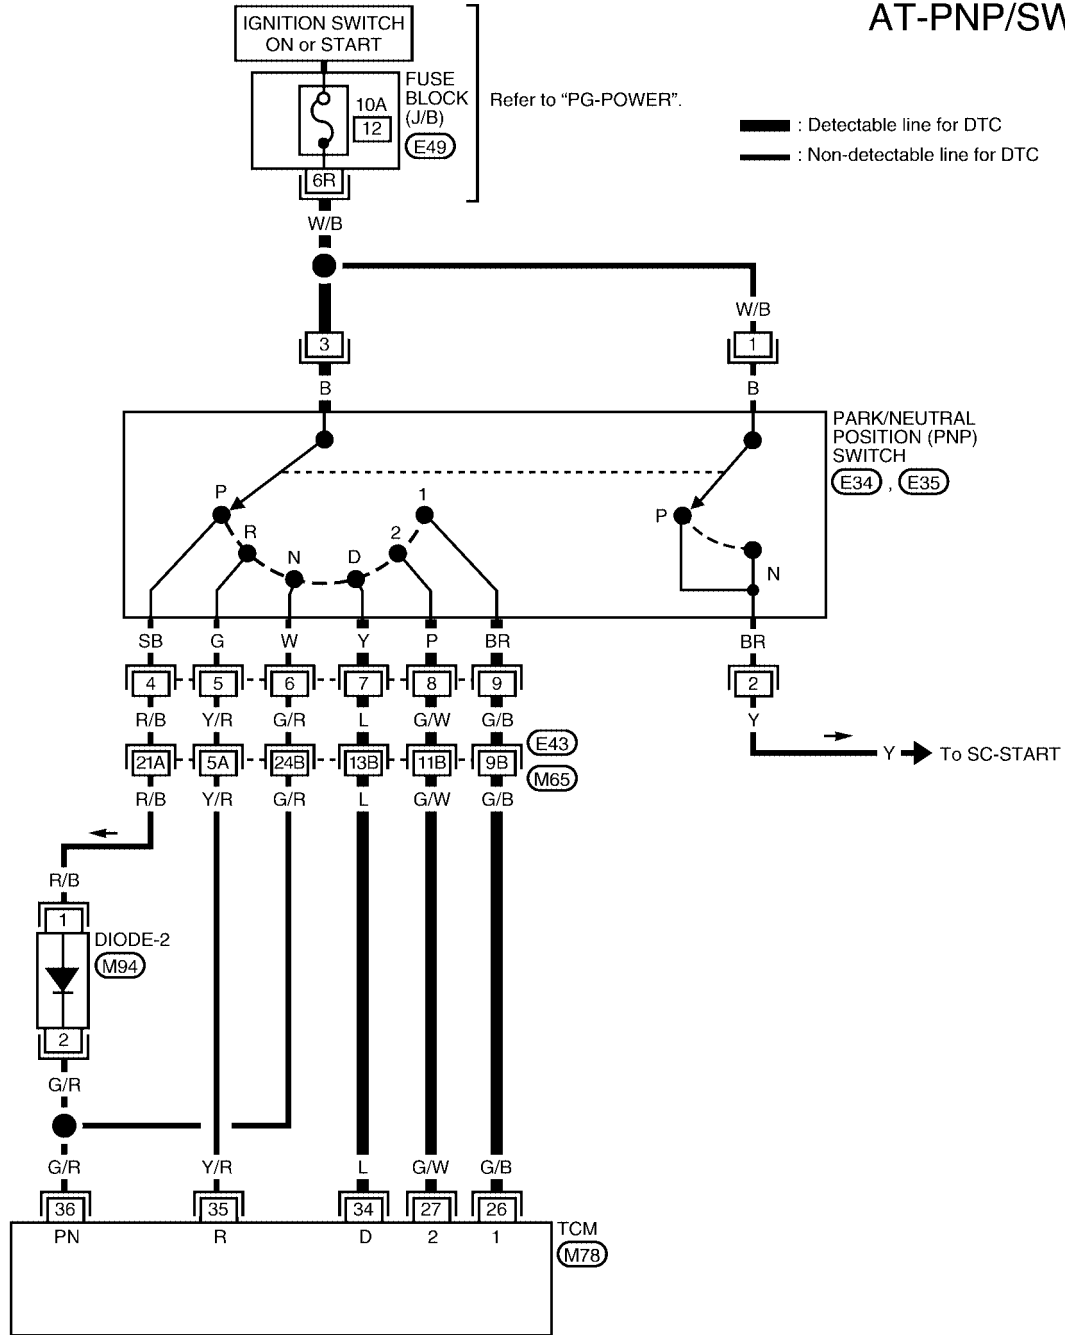 AT-PNP/SW
IGNITION SWITCH
ON or START
FUSE
BLOCK
(J/B)
10A
12
E49
Refer to “PG-POWER”.
: Detectable line for DTC
: Non-detectable line for DTC
6R
W/B
W/B
3
1
B
B
PARK/NEUTRAL
POSITION (PNP)
SWITCH
E34 , E35
P
R
N
D
2
1
P
N
SB G W Y P BR
BR
4 5 6 7 8 9
2
R/B Y/R G/R L G/W G/B
Y
E43
21A 5A 24B 13B 11B 9B
M65
Y To SC-START
R/B Y/R G/R L G/W G/B
R/B
1
DIODE-2
M94
2
G/R
G/R Y/R L G/W G/B
36 35 34 27 26
PN R D 2 1
TCM
M78